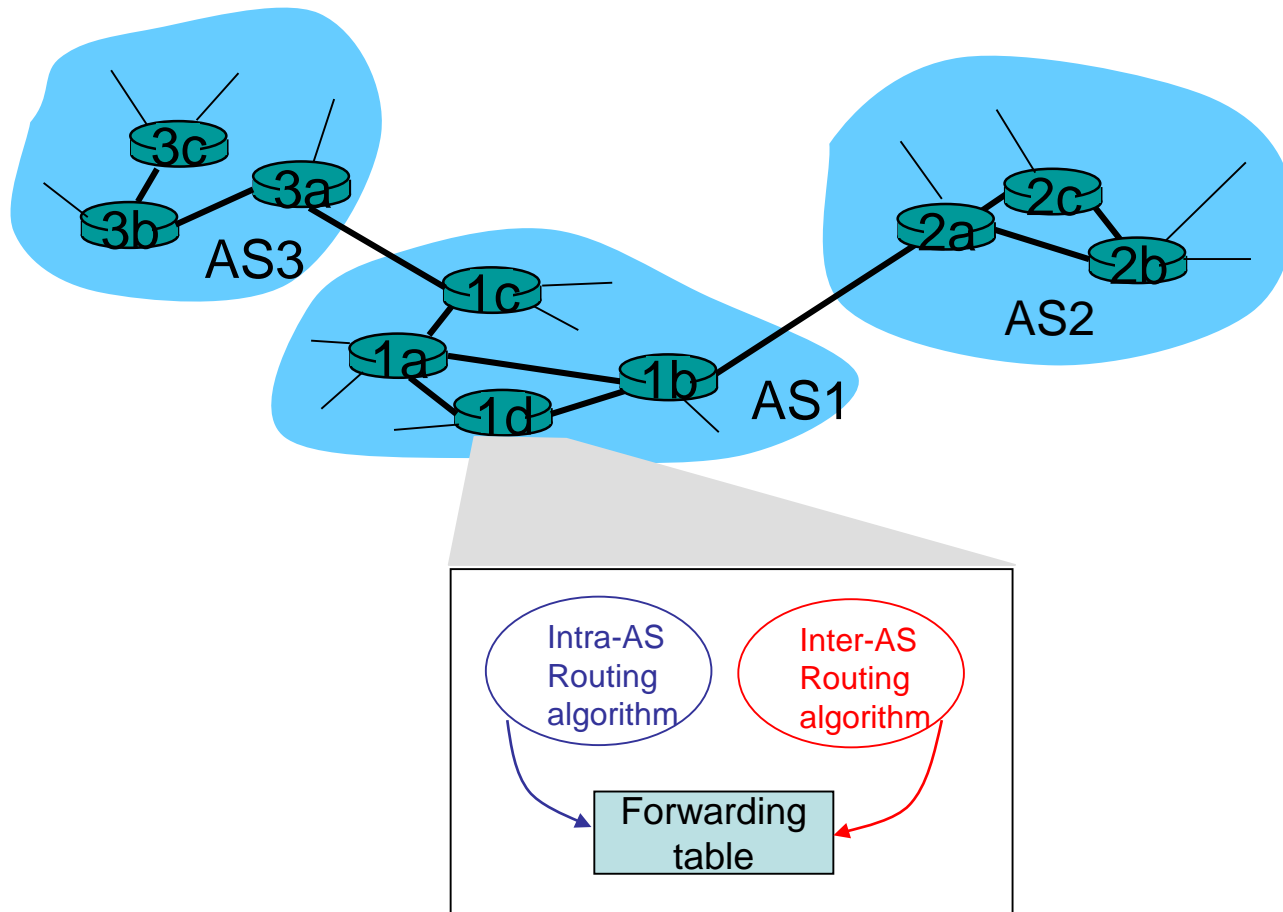 3c
3a
3b
AS3
2c
2a
2b
AS2
1c
1a
1b
1d
AS1
Intra-AS
Routing
algorithm
Inter-AS
Routing
algorithm
Forwarding
table